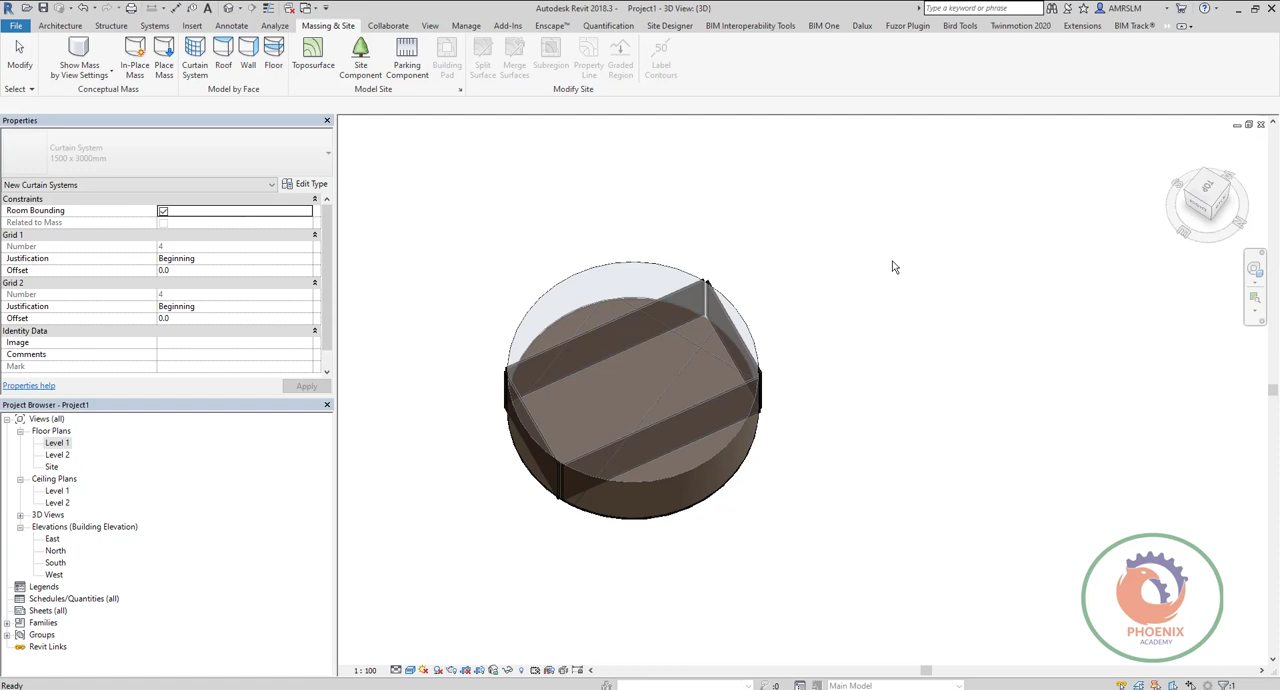 Autodesk Revit 2018.3 - Project1 - 3D View: {3D}
Type a keyword or phrase
AMRSLM
File Architecture Structure Systems Insert Annotate Analyze Massing & Site Collaborate View Manage Add-Ins Enscape™ Quantification Site Designer BIM Interoperability Tools BIM One Dalux Fuzor Plugin Bird Tools Twinmotion 2020 Extensions BIM Track®
Modify
Show Mass by View Settings
In-Place Mass
Place Mass
Curtain System
Roof
Wall
Floor
Toposurface
Site Component
Parking Component
Building Pad
Split Surface
Merge Surfaces
Subregion
Property Line
Graded Region
50
Label Contours
Select Conceptual Mass Model by Face Model Site Modify Site
Properties
Curtain System
1500 x 3000mm
New Curtain Systems Edit Type
Constraints
Room Bounding
Related to Mass
Grid 1
Number 4
Justification Beginning
Offset 0.0
Grid 2
Number 4
Justification Beginning
Offset 0.0
Identity Data
Image
Comments
Mark
Properties help Apply
Project Browser - Project1
Views (all)
Floor Plans
Level 1
Level 2
Site
Ceiling Plans
Level 1
Level 2
3D Views
Elevations (Building Elevation)
East
North
South
West
Legends
Schedules/Quantities (all)
Sheets (all)
Families
Groups
Revit Links
TOP
PHOENIX
ACADEMY
1 : 100
Ready
:0
Main Model
:1